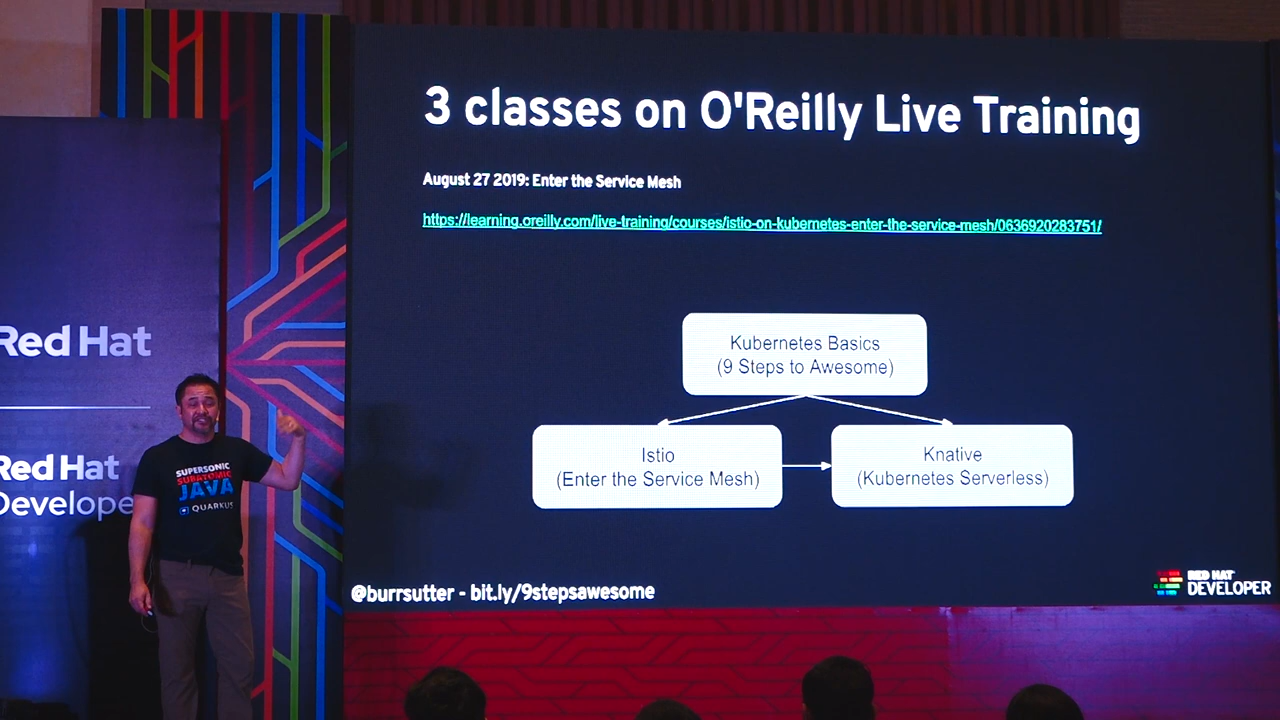 3 classes on O'Reilly Live Training
August 27 2019: Enter the Service Mesh
https://learning.oreilly.com/live-training/courses/istio-on-kubernetes-enter-the-service-mesh/0636920283751/
Kubernetes Basics
(9 Steps to Awesome)
Istio
(Enter the Service Mesh)
Knative
(Kubernetes Serverless)
@burrsutter - bit.ly/9stepsawesome
RED HAT
DEVELOPER
Red Hat
Red Hat
Develope
SUPERSONIC
SUBATOMIC
JAVA
QUARKUS